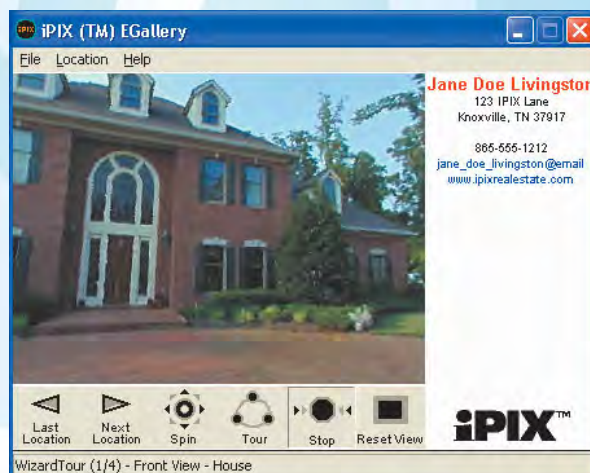 iPIX
iPIX (TM) EGallery
File Location Help
Jane Doe Livingston
123 IPIX Lane
Knoxville, TN 37917
865-555-1212
jane_doe_livingston@email
www.ipixrealestate.com
Last Location
Next Location
Spin
Tour
Stop
Reset View
iPIX™
WizardTour (1/4) - Front View - House